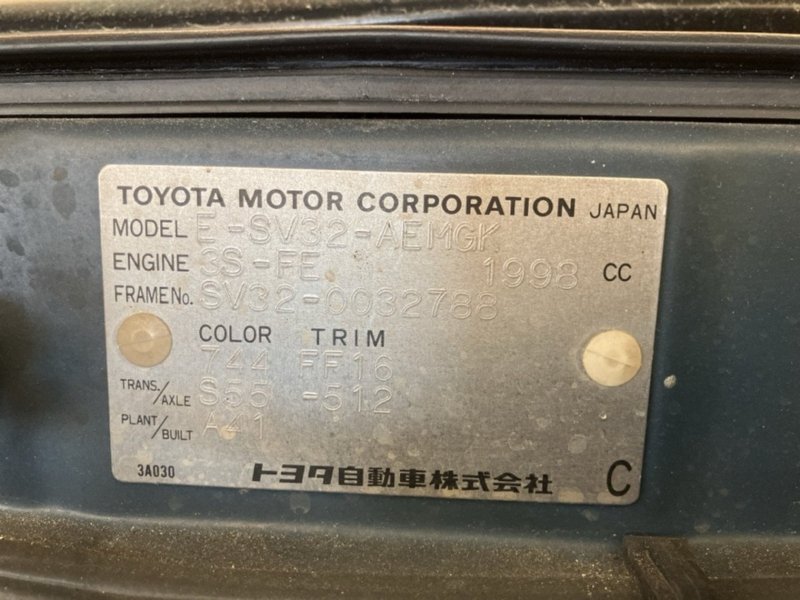 TOYOTA MOTOR CORPORATION JAPAN
MODEL E-SV32-AEMGK
ENGINE 3S-FE 1998 CC
FRAME No. SV32-0032788
COLOR TRIM
744 FF16
TRANS./AXLE S55 -512
PLANT/BUILT A41
3A030 トヨタ自動車株式会社 C